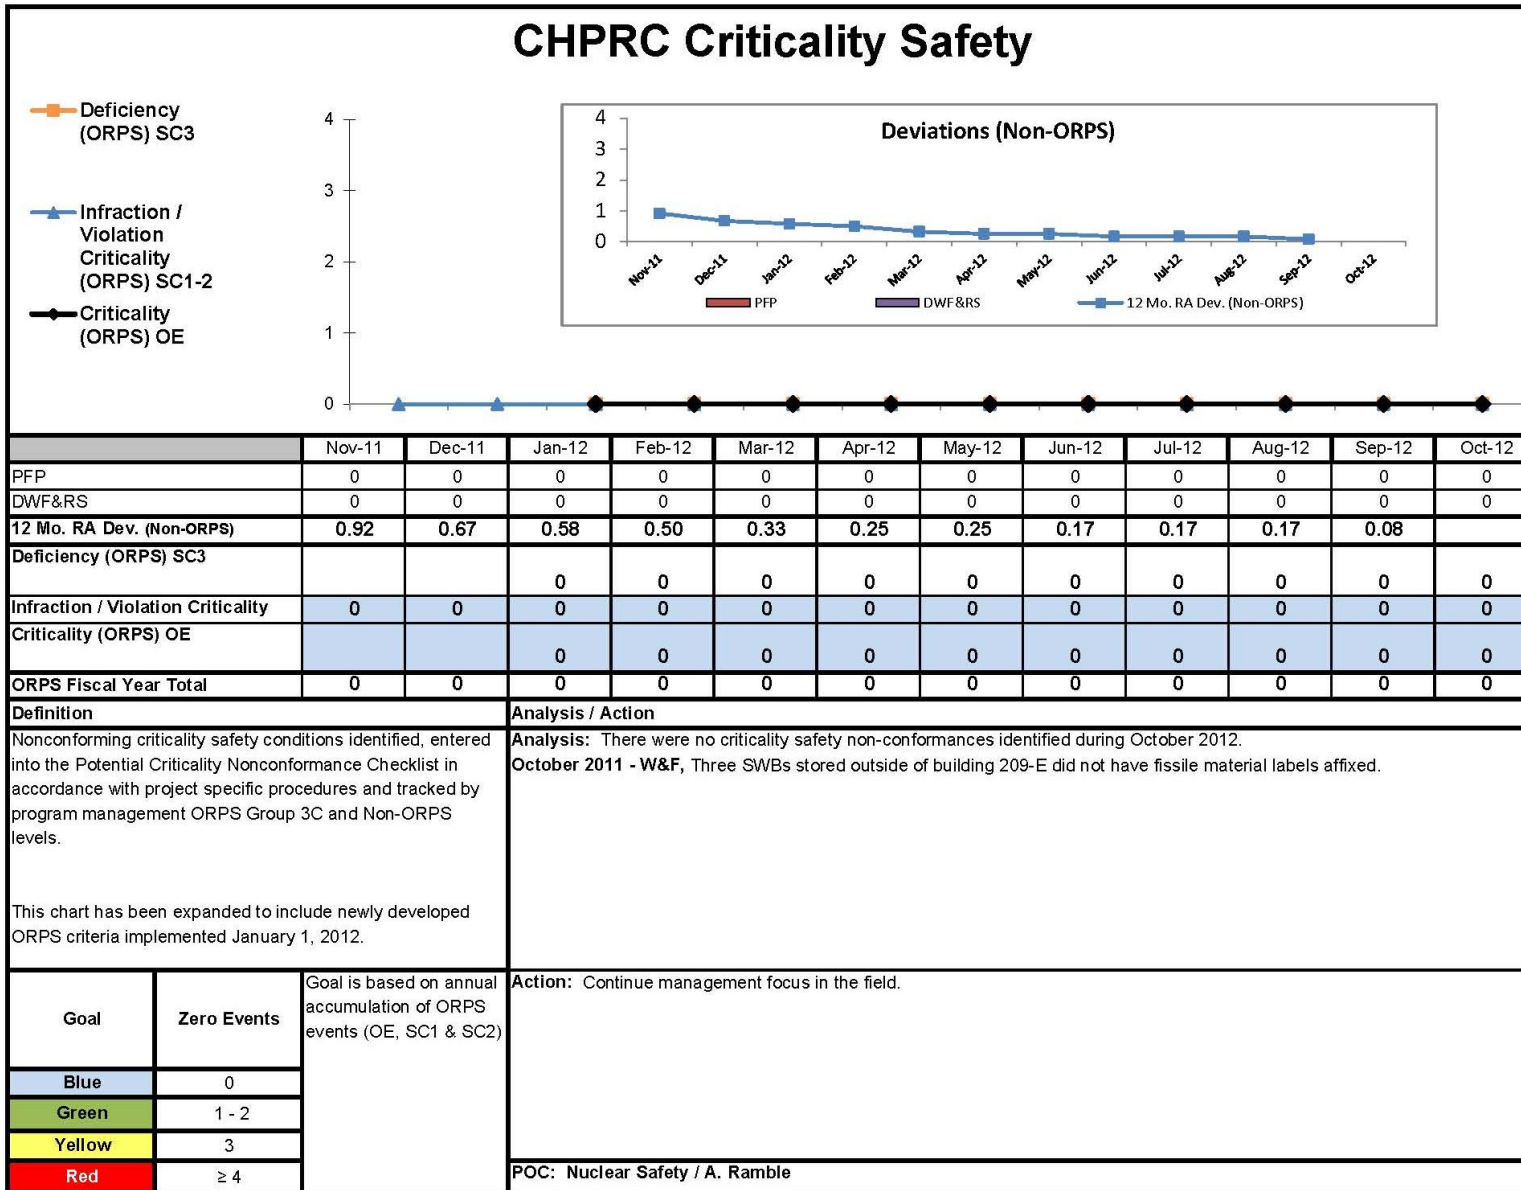 CHPRC Criticality Safety
Deficiency
(ORPS) SC3
Infraction /
Violation
Criticality
(ORPS) SC1-2
Criticality
(ORPS) OE
4
3
2
1
0
Deviations (Non-ORPS)
4
3
2
1
0
Nov-11 Dec-11 Jan-12 Feb-12 Mar-12 Apr-12 May-12 Jun-12 Jul-12 Aug-12 Sep-12 Oct-12
PFP DWF&RS 12 Mo. RA Dev. (Non-ORPS)
Nov-11 Dec-11 Jan-12 Feb-12 Mar-12 Apr-12 May-12 Jun-12 Jul-12 Aug-12 Sep-12 Oct-12
PFP 0 0 0 0 0 0 0 0 0 0 0 0
DWF&RS 0 0 0 0 0 0 0 0 0 0 0 0
12 Mo. RA Dev. (Non-ORPS) 0.92 0.67 0.58 0.50 0.33 0.25 0.25 0.17 0.17 0.17 0.08
Deficiency (ORPS) SC3
0 0 0 0 0 0 0 0 0 0
Infraction / Violation Criticality 0 0 0 0 0 0 0 0 0 0 0 0
Criticality (ORPS) OE
0 0 0 0 0 0 0 0 0 0
ORPS Fiscal Year Total 0 0 0 0 0 0 0 0 0 0 0 0
Definition
Nonconforming criticality safety conditions identified, entered
into the Potential Criticality Nonconformance Checklist in
accordance with project specific procedures and tracked by
program management ORPS Group 3C and Non-ORPS
levels.
This chart has been expanded to include newly developed
ORPS criteria implemented January 1, 2012.
Analysis / Action
Analysis: There were no criticality safety non-conformances identified during October 2012.
October 2011 - W&F, Three SWBs stored outside of building 209-E did not have fissile material labels affixed.
Goal Zero Events
Goal is based on annual
accumulation of ORPS
events (OE, SC1 & SC2)
Blue 0
Green 1 - 2
Yellow 3
Red ≥ 4
Action: Continue management focus in the field.
POC: Nuclear Safety / A. Ramble